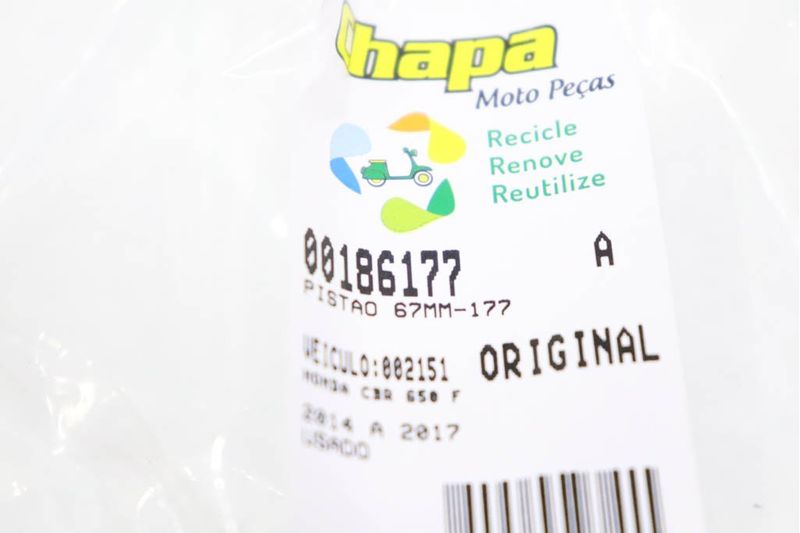 Chapa
Moto Peças
Recicle
Renove
Reutilize
00186177 A
PISTAO 67MM-177
VEICULO:002151 ORIGINAL
HONDA CBR 650 F
2014 A 2017
USADO